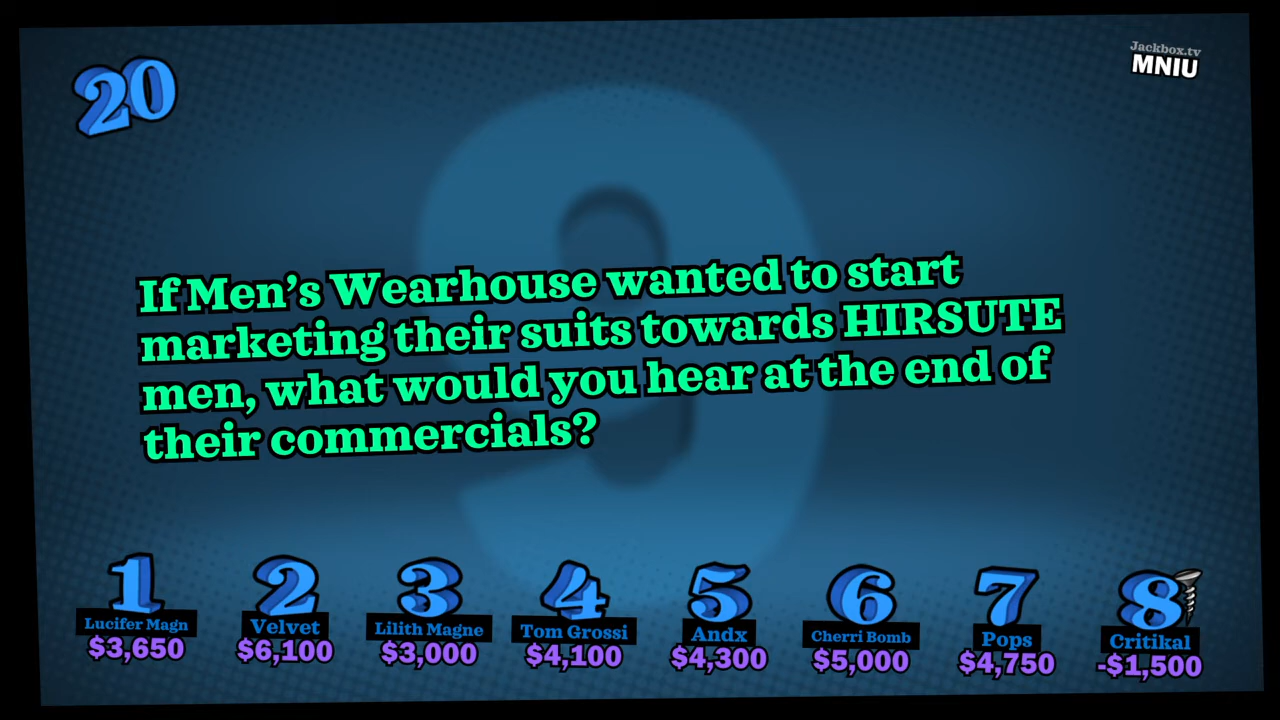 20
Jackbox.tv
MNIU
9
If Men's Wearhouse wanted to start
marketing their suits towards HIRSUTE
men, what would you hear at the end of
their commercials?
1 2 3 4 5 6 7 8
Lucifer Magn Velvet Lilith Magne Tom Grossi Andx Cherri Bomb Pops Critikal
$3,650 $6,100 $3,000 $4,100 $4,300 $5,000 $4,750 -$1,500